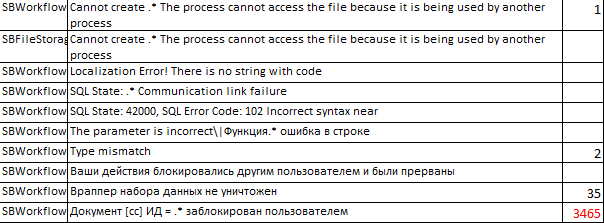 SBWorkflow Cannot create .* The process cannot access the file because it is being used by another 1
process
SBFileStorag Cannot create .* The process cannot access the file because it is being used by another
process
SBWorkflow Localization Error! There is no string with code
SBWorkflow SQL State: .* Communication link failure
SBWorkflow SQL State: 42000, SQL Error Code: 102 Incorrect syntax near
SBWorkflow The parameter is incorrect\|Функция.* ошибка в строке
SBWorkflow Type mismatch 2
SBWorkflow Ваши действия блокировались другим пользователем и были прерваны
SBWorkflow Враппер набора данных не уничтожен 35
SBWorkflow Документ [сс] ИД = .* заблокирован пользователем 3465